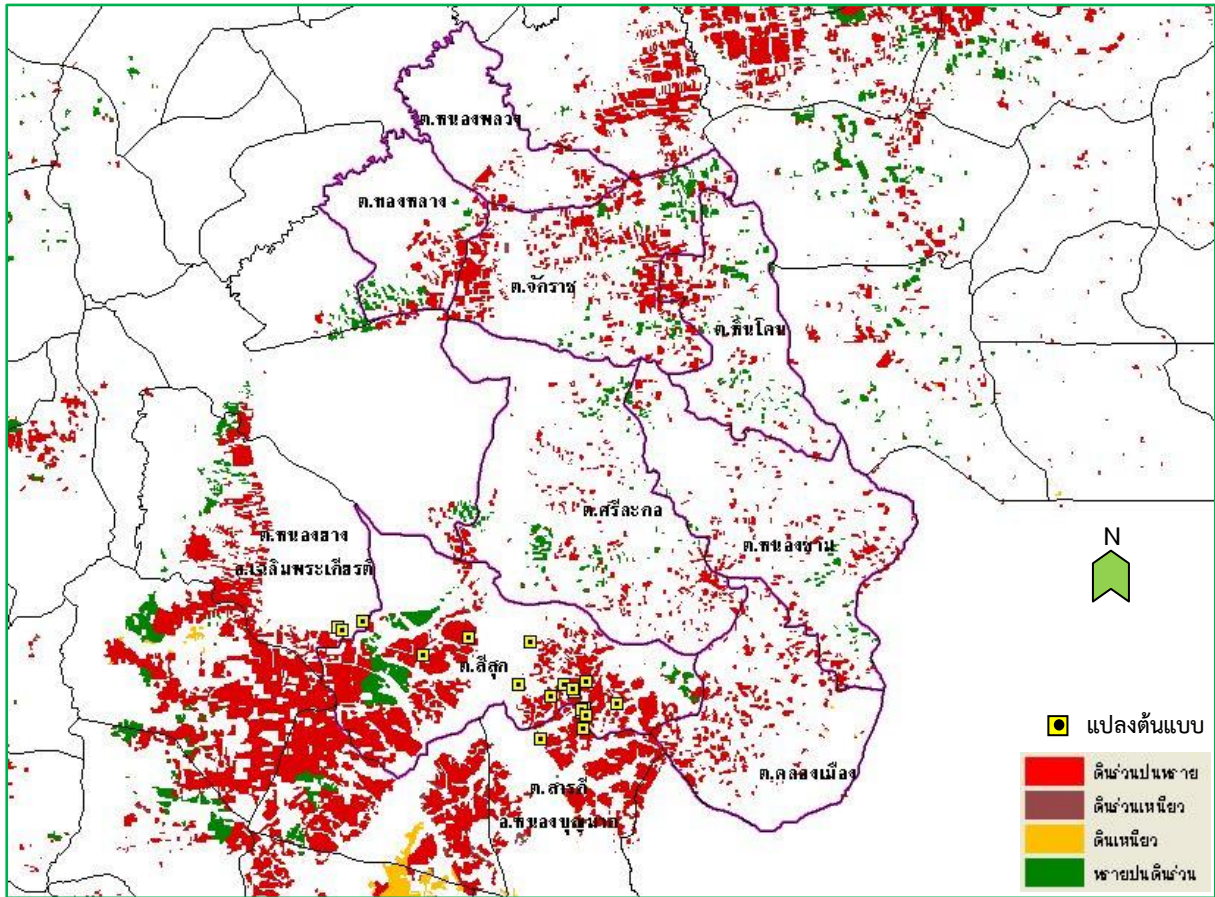 ต.หนองพลวง
ต.ทองหลาง
ต.จักราช
ต.หินโคน
ต.ศรีละกอ
ต.หนองขาม
ต.หนองยาง
อ.เฉลิมพระเกียรติ
ต.สีสุก
ต.คลองเมือง
ต.สารภี
อ.หนองบุญมาก
N
แปลงต้นแบบ
ดินร่วนปนทราย
ดินร่วนเหนียว
ดินเหนียว
ทรายปนดินร่วน